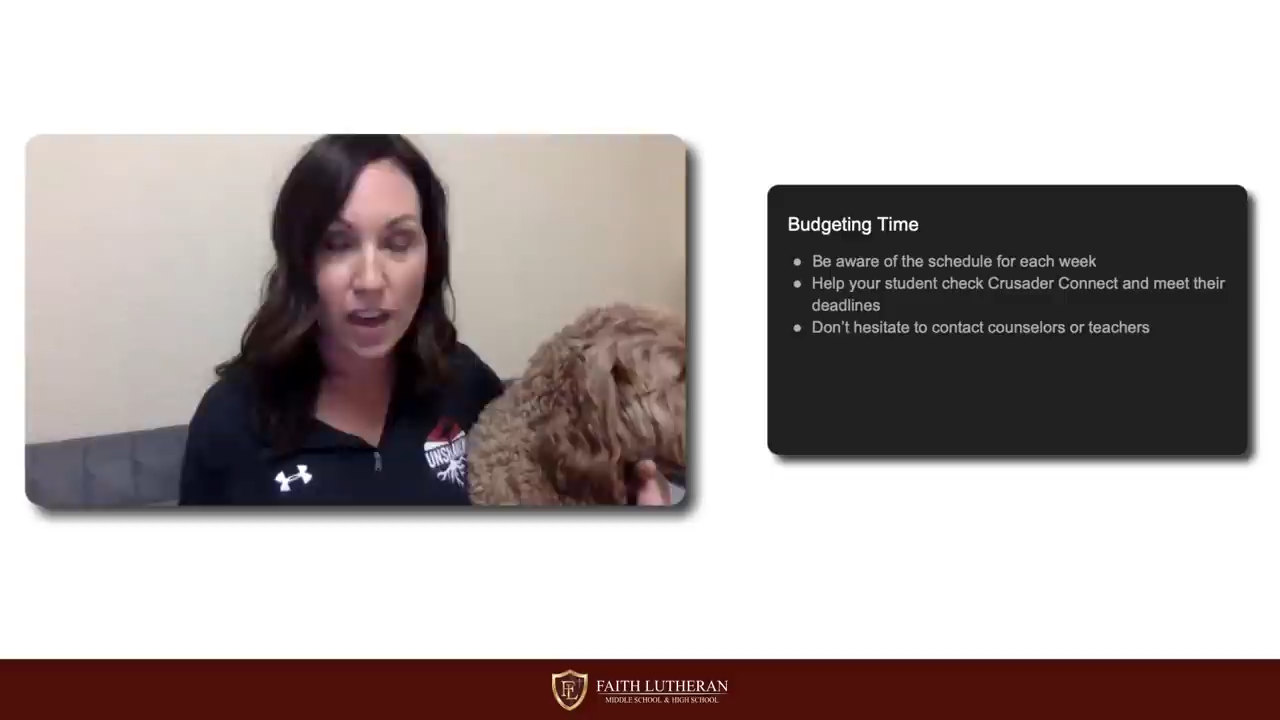 Budgeting Time
● Be aware of the schedule for each week
● Help your student check Crusader Connect and meet their
deadlines
● Don't hesitate to contact counselors or teachers
FL
FAITH LUTHERAN
MIDDLE SCHOOL & HIGH SCHOOL